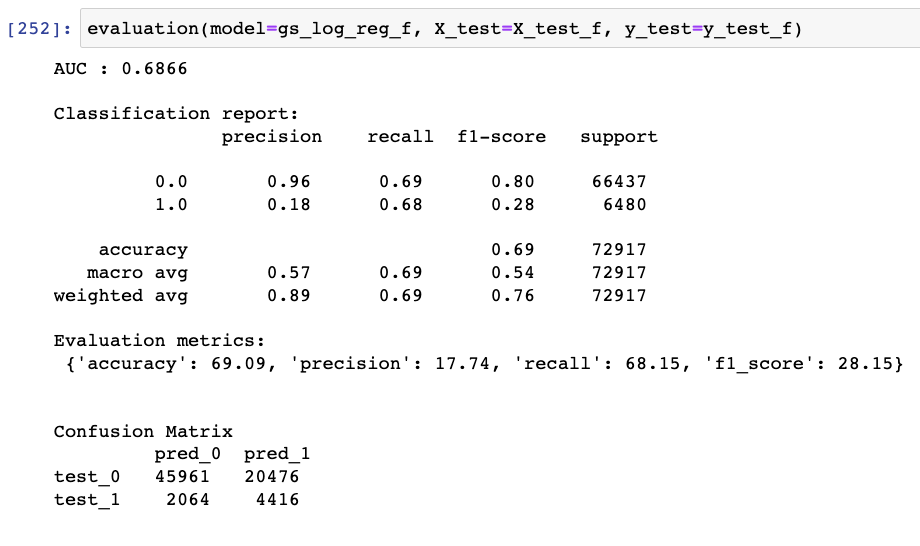 [252]: evaluation(model=gs_log_reg_f, X_test=X_test_f, y_test=y_test_f)
AUC : 0.6866
Classification report:
precision recall f1-score support
0.0 0.96 0.69 0.80 66437
1.0 0.18 0.68 0.28 6480
accuracy 0.69 72917
macro avg 0.57 0.69 0.54 72917
weighted avg 0.89 0.69 0.76 72917
Evaluation metrics:
{'accuracy': 69.09, 'precision': 17.74, 'recall': 68.15, 'f1_score': 28.15}
Confusion Matrix
pred_0 pred_1
test_0 45961 20476
test_1 2064 4416